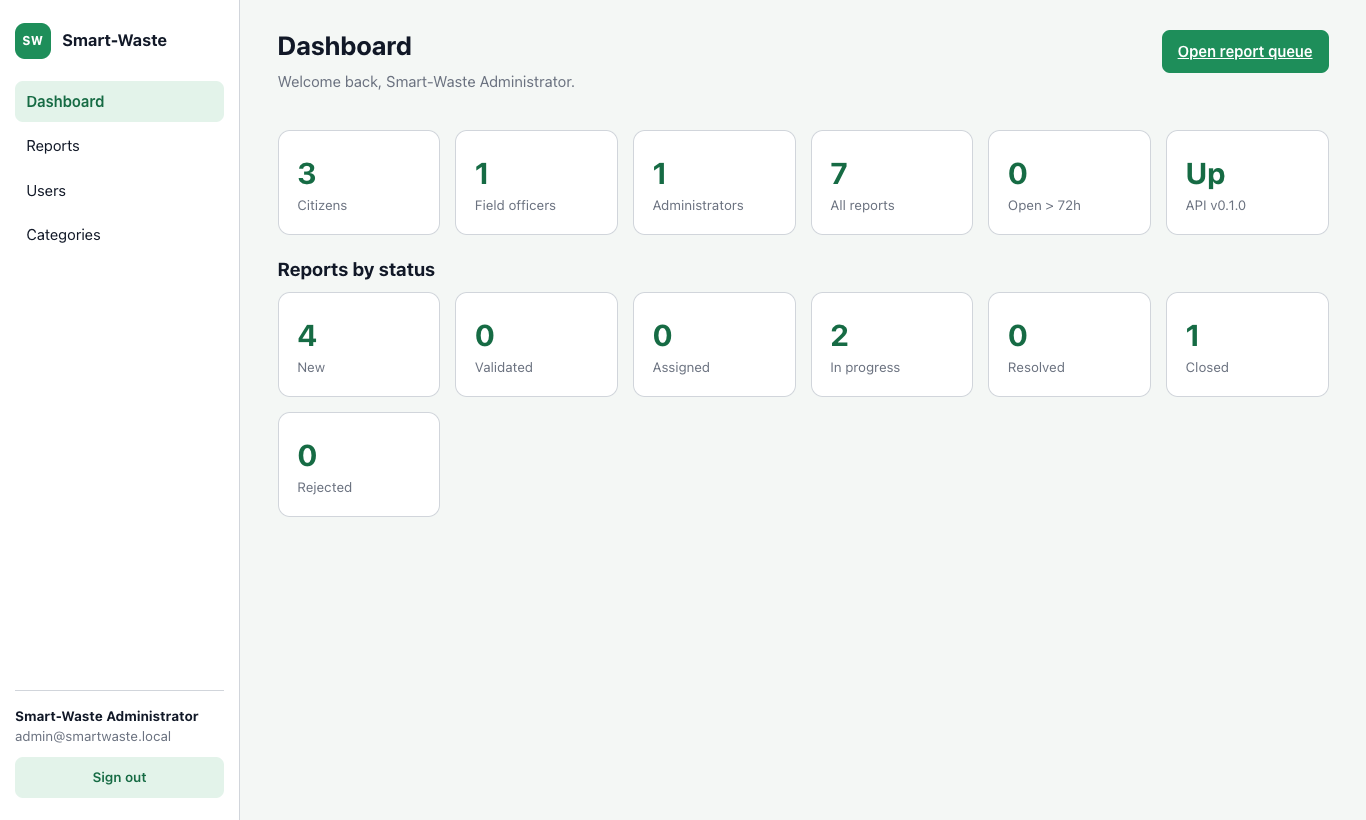 SW
Smart-Waste
Dashboard
Reports
Users
Categories
Smart-Waste Administrator
admin@smartwaste.local
Sign out
Dashboard
Welcome back, Smart-Waste Administrator.
Open report queue
3
Citizens
1
Field officers
1
Administrators
7
All reports
0
Open > 72h
Up
API v0.1.0
Reports by status
4
New
0
Validated
0
Assigned
2
In progress
0
Resolved
1
Closed
0
Rejected